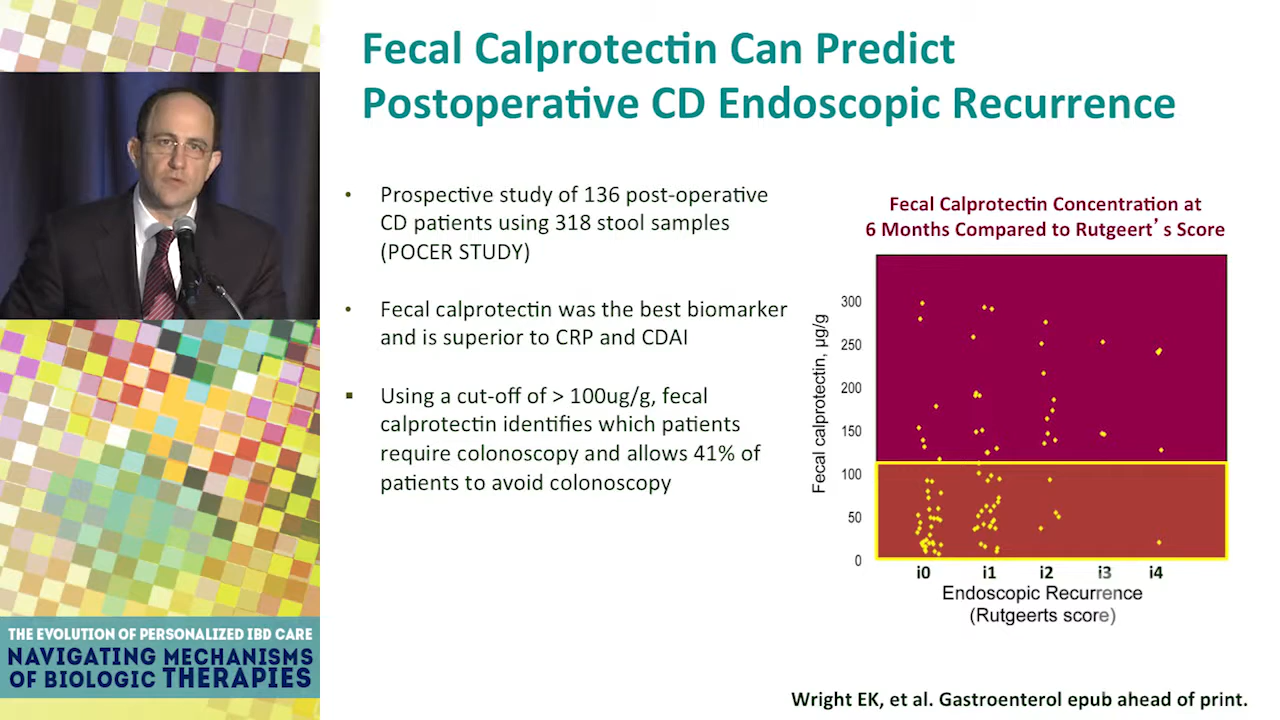 Fecal Calprotectin Can Predict
Postoperative CD Endoscopic Recurrence
• Prospective study of 136 post-operative
CD patients using 318 stool samples
(POCER STUDY)
• Fecal calprotectin was the best biomarker
and is superior to CRP and CDAI
▪ Using a cut-off of > 100ug/g, fecal
calprotectin identifies which patients
require colonoscopy and allows 41% of
patients to avoid colonoscopy
Fecal Calprotectin Concentration at
6 Months Compared to Rutgeert’s Score
Fecal calprotectin, µg/g
300
250
200
150
100
50
0
i0 i1 i2 i3 i4
Endoscopic Recurrence
(Rutgeerts score)
THE EVOLUTION OF PERSONALIZED IBD CARE
NAVIGATING MECHANISMS
OF BIOLOGIC THERAPIES
Wright EK, et al. Gastroenterol epub ahead of print.